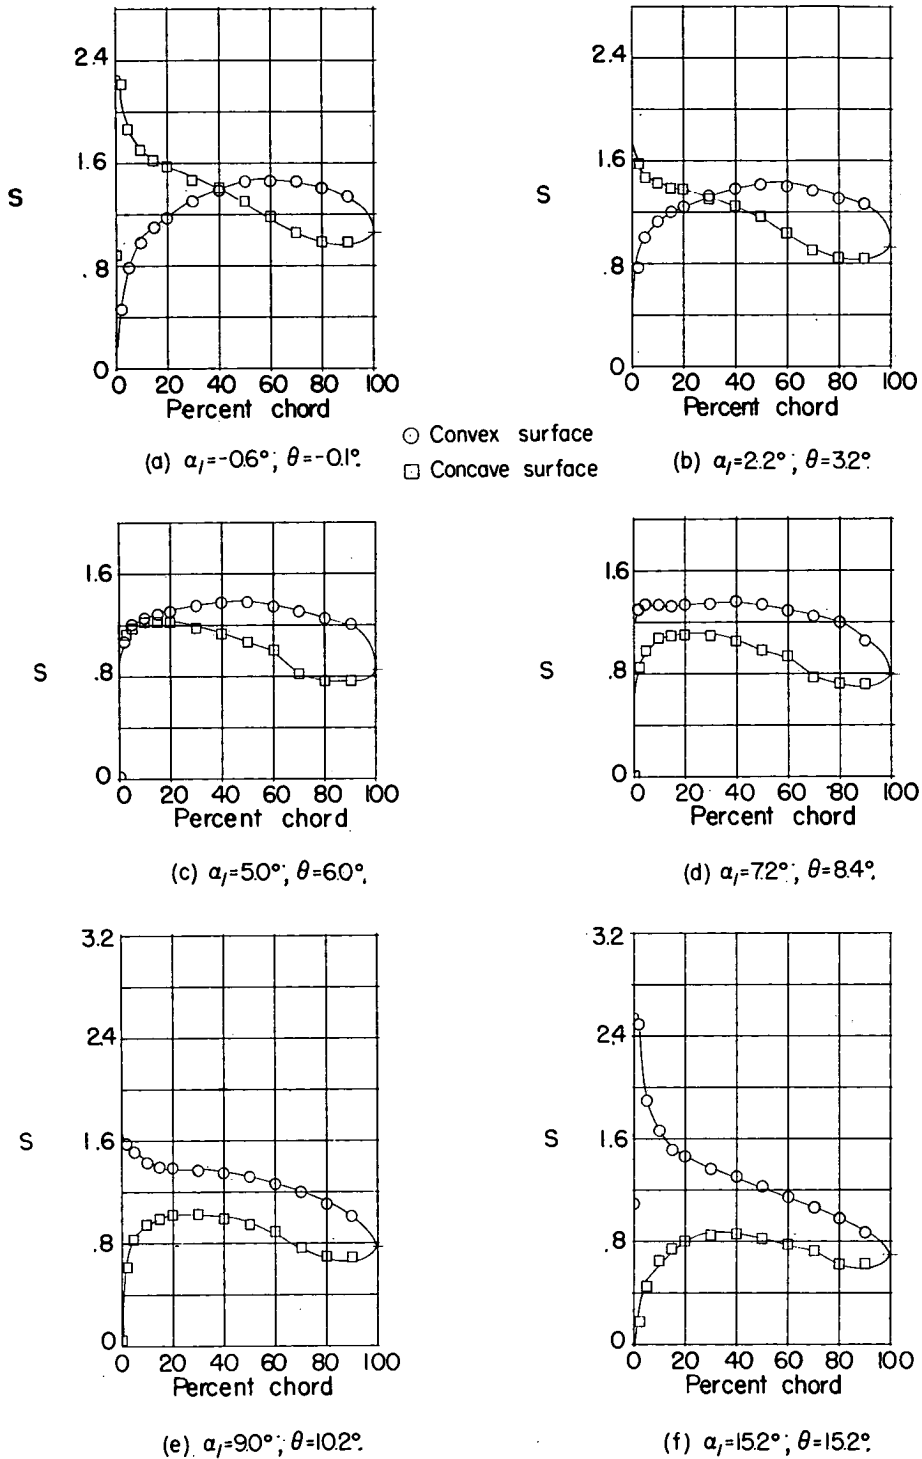 2.4
1.6
S
.8
0
0 20 40 60 80 100
Percent chord
(a) α₁=-0.6°; θ=-0.1°.
2.4
1.6
S
.8
0
0 20 40 60 80 100
Percent chord
(b) α₁=2.2°; θ=3.2°.
○ Convex surface
□ Concave surface
1.6
S
.8
0
0 20 40 60 80 100
Percent chord
(c) α₁=5.0°; θ=6.0°.
1.6
S
.8
0
0 20 40 60 80 100
Percent chord
(d) α₁=7.2°; θ=8.4°.
3.2
2.4
1.6
S
.8
0
0 20 40 60 80 100
Percent chord
(e) α₁=9.0°; θ=10.2°.
3.2
2.4
1.6
S
.8
0
0 20 40 60 80 100
Percent chord
(f) α₁=15.2°; θ=15.2°.